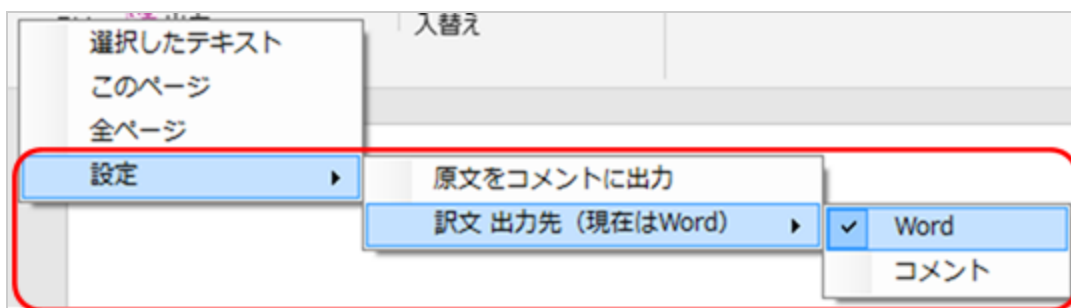 入替え
選択したテキスト
このページ
全ページ
設定
原文をコメントに出力
訳文 出力先（現在はWord）
Word
コメント